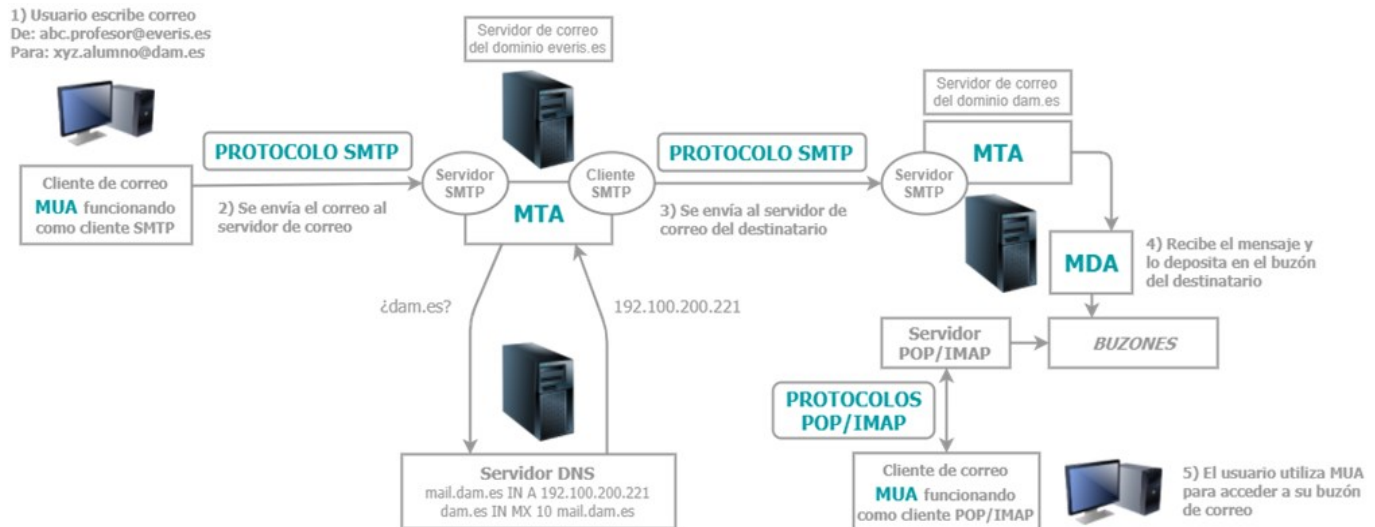 1) Usuario escribe correo
De: abc.profesor@everis.es
Para: xyz.alumno@dam.es
Servidor de correo
del dominio everis.es
Servidor de correo
del dominio dam.es
PROTOCOLO SMTP
PROTOCOLO SMTP
Cliente de correo
MUA funcionando
como cliente SMTP
2) Se envía el correo al
servidor de correo
Servidor
SMTP
MTA
Cliente
SMTP
3) Se envía al servidor de
correo del destinatario
Servidor
SMTP
MTA
MDA
4) Recibe el mensaje y
lo deposita en el buzón
del destinatario
¿dam.es?
192.100.200.221
Servidor DNS
mail.dam.es IN A 192.100.200.221
dam.es IN MX 10 mail.dam.es
Servidor
POP/IMAP
BUZONES
PROTOCOLOS
POP/IMAP
Cliente de correo
MUA funcionando
como cliente POP/IMAP
5) El usuario utiliza MUA
para acceder a su buzón
de correo